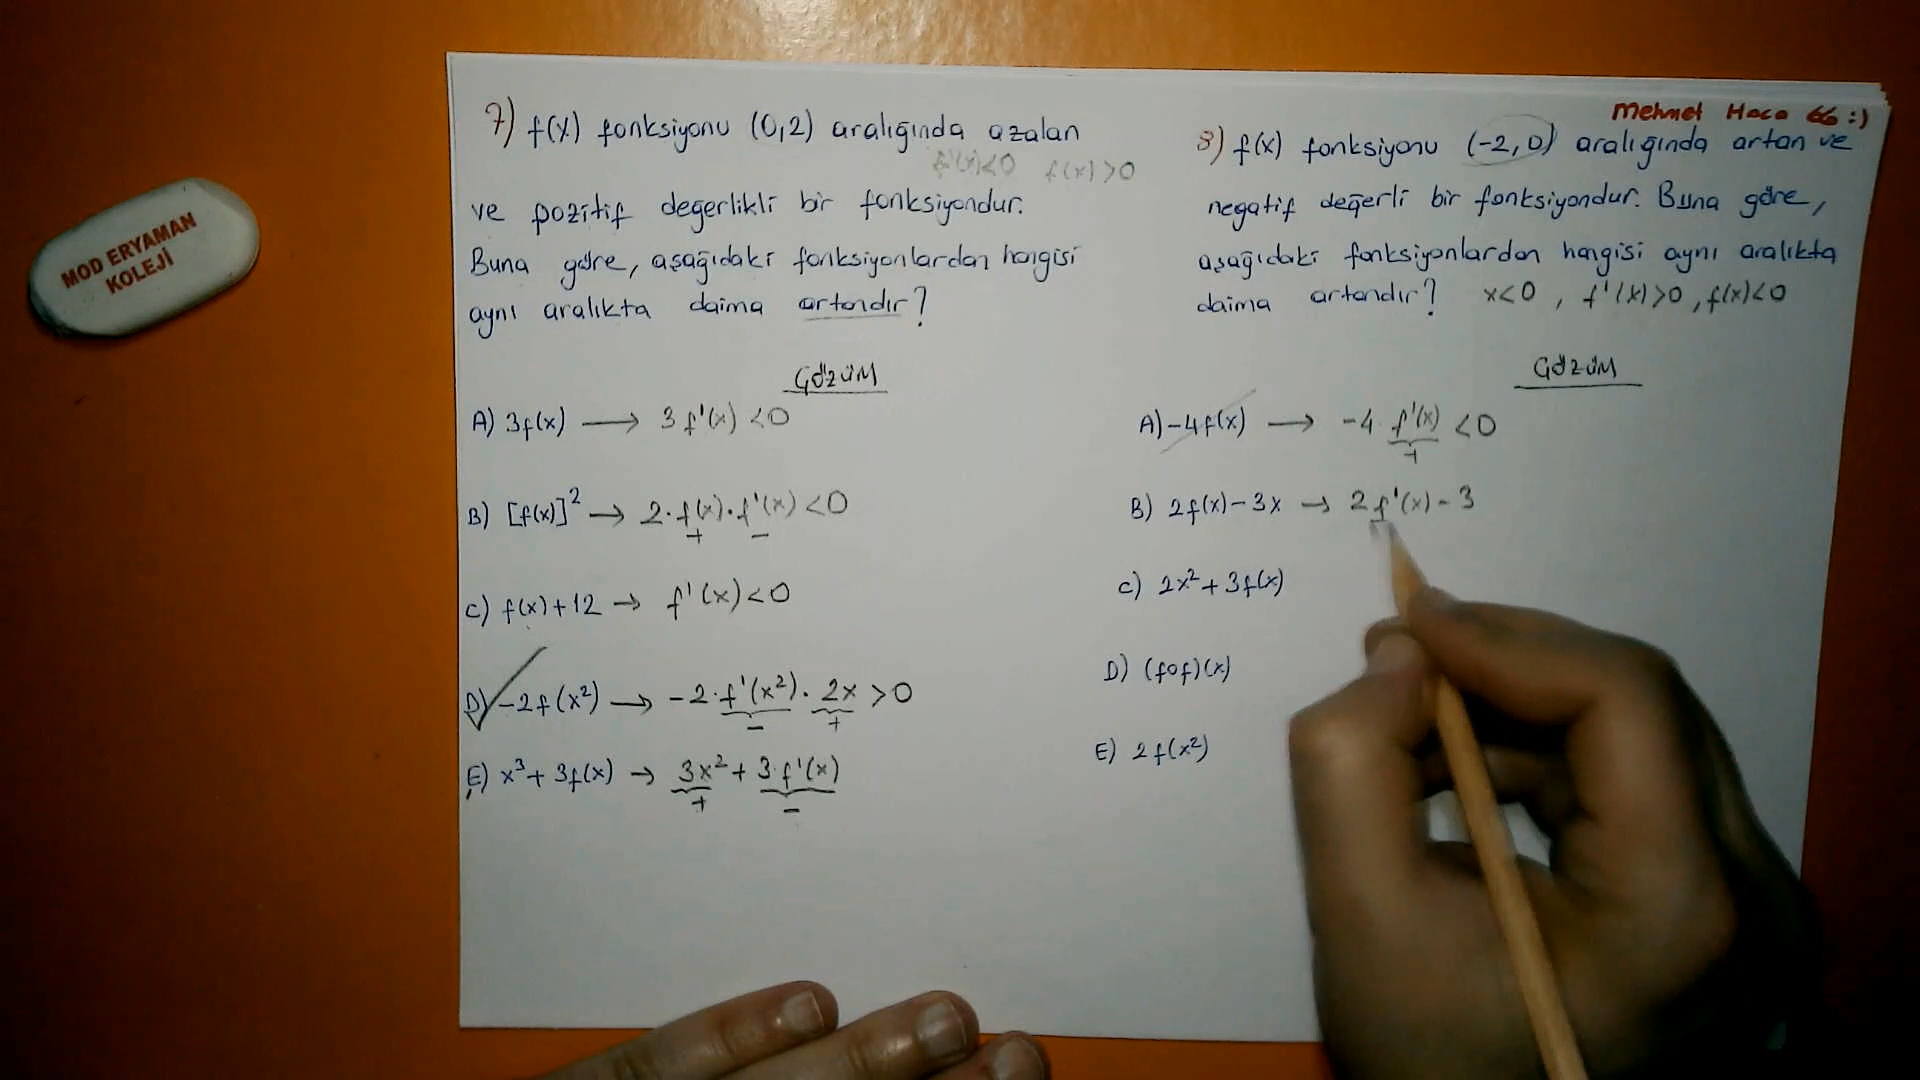 MOD ERYAMAN
KOLEJİ
7) f(x) fonksiyonu (0,2) aralığında azalan
f'(x)<0 f(x)>0
ve pozitif değerlikli bir fonksiyondur.
Buna göre, aşağıdaki fonksiyonlardan hangisi
aynı aralıkta daima artandır?
ÇÖZÜM
A) 3f(x) → 3f'(x) <0
B) [f(x)]² → 2·f(x)·f'(x) <0
+ −
C) f(x)+12 → f'(x)<0
D) -2f(x²) → -2·f'(x²)·2x >0
− +
E) x³+3f(x) → 3x²+3·f'(x)
+ −
Mehmet Hoca 66 :)
8) f(x) fonksiyonu (-2,0) aralığında artan ve
negatif değerli bir fonksiyondur. Buna göre,
aşağıdaki fonksiyonlardan hangisi aynı aralıkta
daima artandır? x<0 , f'(x)>0 , f(x)<0
ÇÖZÜM
A) -4f(x) → -4·f'(x) <0
+
B) 2f(x)-3x → 2f'(x)-3
C) 2x²+3f(x)
D) (fof)(x)
E) 2f(x²)